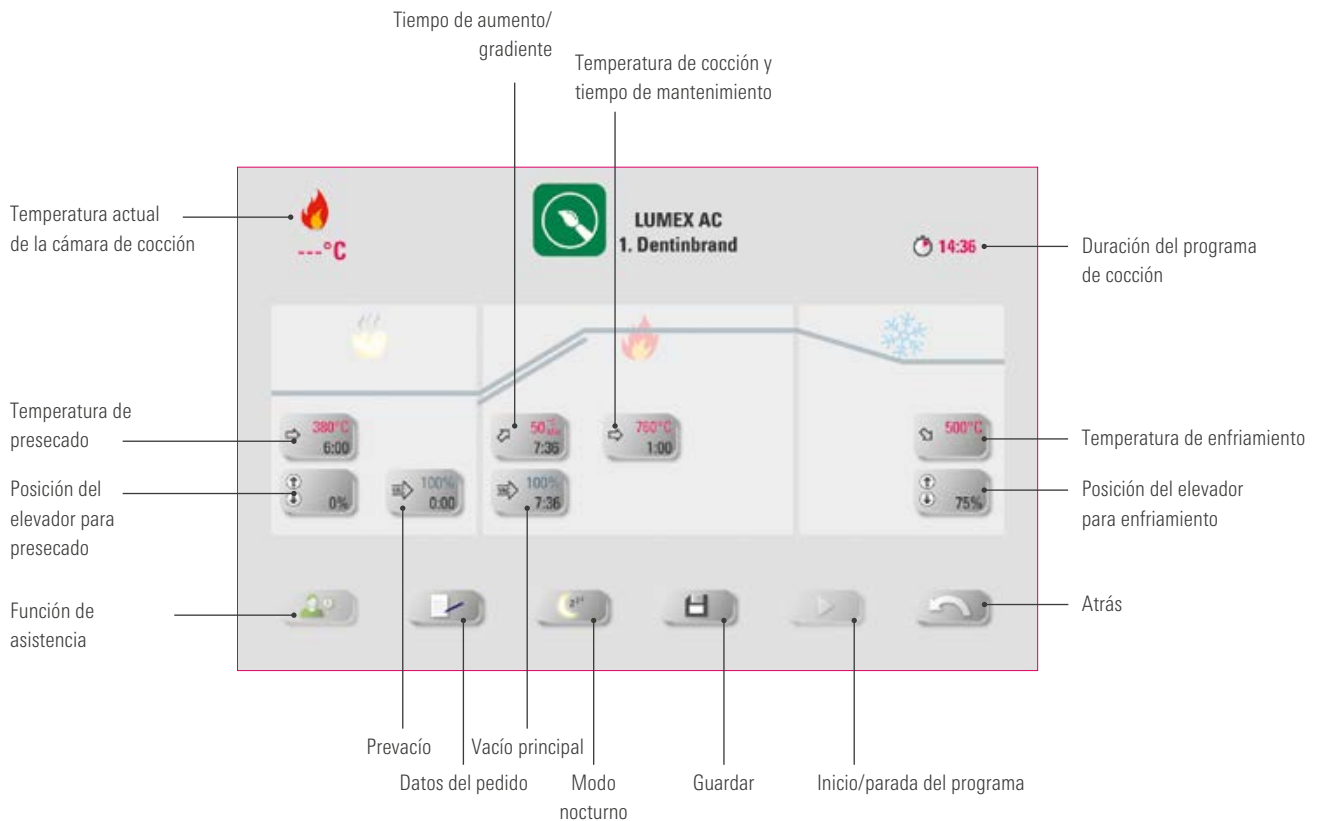 Tiempo de aumento/
gradiente
Temperatura de cocción y
tiempo de mantenimiento
Temperatura actual
de la cámara de cocción
---°C
LUMEX AC
1. Dentinbrand
14:36
Duración del programa
de cocción
Temperatura de
presecado
380°C
6:00
50
7:36
760°C
1:00
500°C
Temperatura de enfriamiento
Posición del
elevador para
presecado
0%
100%
0:00
100%
7:36
75%
Posición del elevador
para enfriamiento
Función de
asistencia
Atrás
Prevacío
Vacío principal
Datos del pedido
Modo
nocturno
Guardar
Inicio/parada del programa